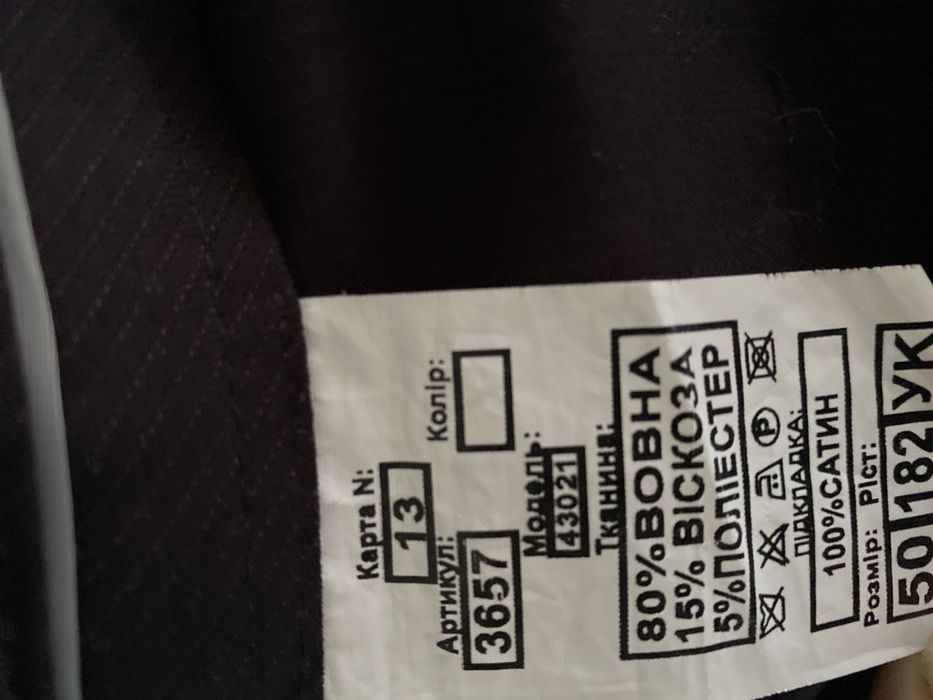 Карта N:
13
Колір:
Артикул:
3657
Модель:
43021
Тканина:
80%ВОВНА
15% ВІСКОЗА
5%ПОЛІЕСТЕР
P
ПІДКЛАДКА:
100%САТИН
Розмір: Ріст:
50 182 УК